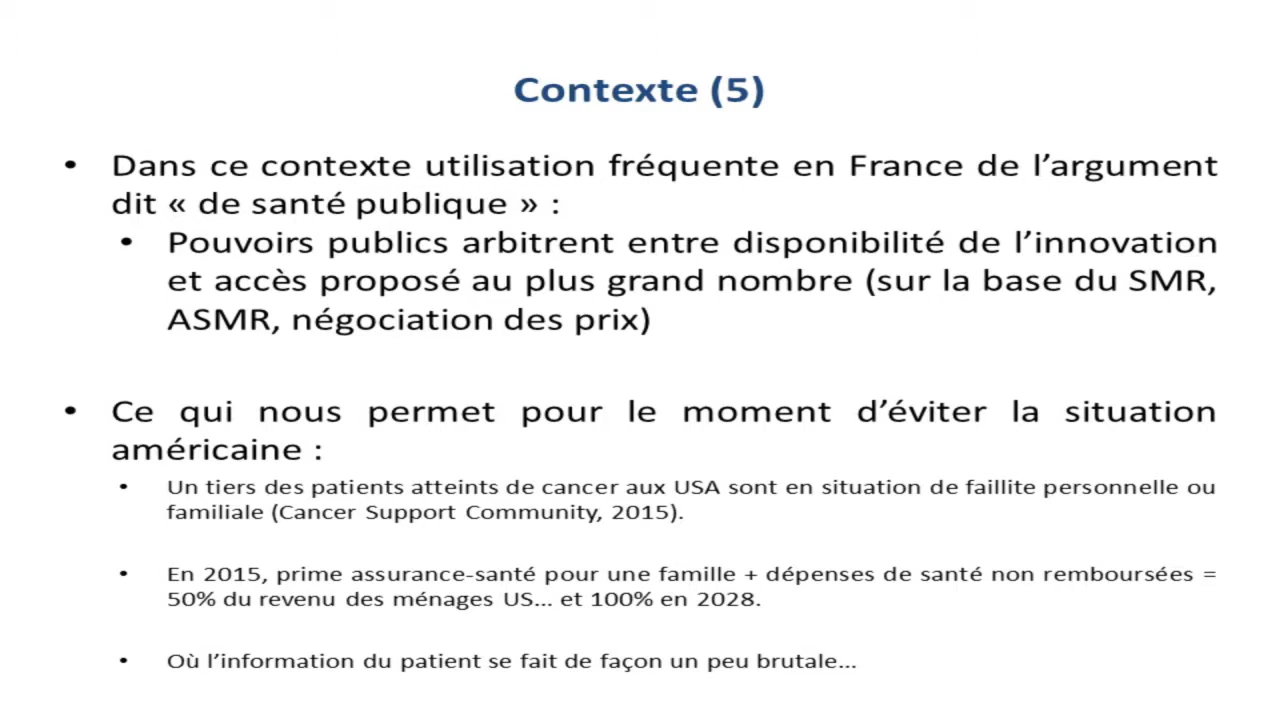 Contexte (5)
• Dans ce contexte utilisation fréquente en France de l’argument
dit « de santé publique » :
• Pouvoirs publics arbitrent entre disponibilité de l’innovation
et accès proposé au plus grand nombre (sur la base du SMR,
ASMR, négociation des prix)
• Ce qui nous permet pour le moment d’éviter la situation
américaine :
• Un tiers des patients atteints de cancer aux USA sont en situation de faillite personnelle ou
familiale (Cancer Support Community, 2015).
• En 2015, prime assurance-santé pour une famille + dépenses de santé non remboursées =
50% du revenu des ménages US… et 100% en 2028.
• Où l’information du patient se fait de façon un peu brutale…